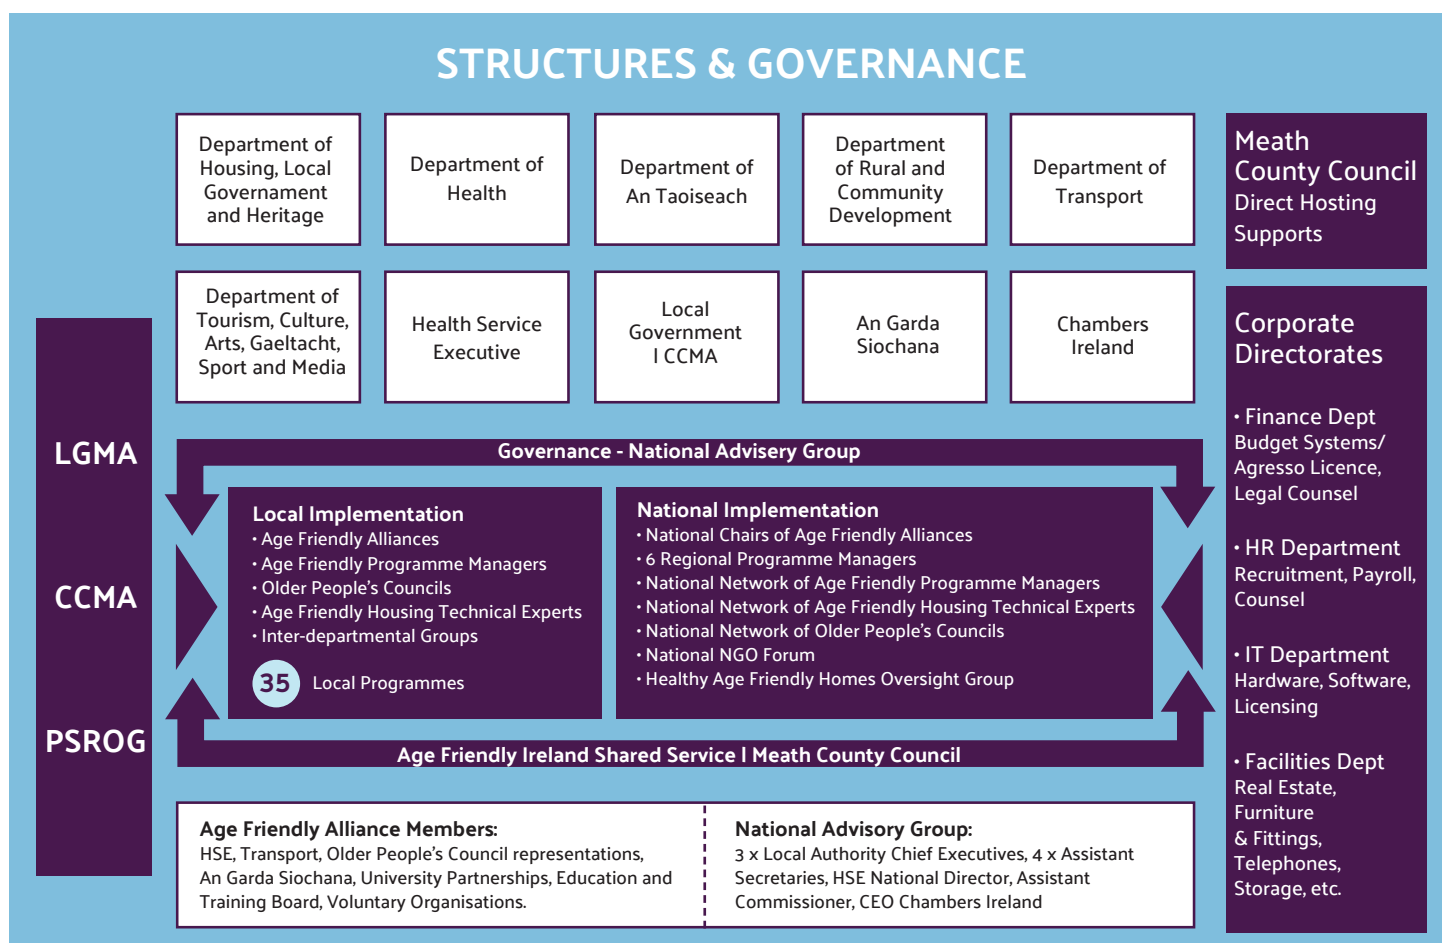 STRUCTURES & GOVERNANCE
Department of
Housing, Local
Governament
and Heritage
Department of
Health
Department of
An Taoiseach
Department
of Rural and
Community
Development
Department of
Transport
Department of
Tourism, Culture,
Arts, Gaeltacht,
Sport and Media
Health Service
Executive
Local
Government
I CCMA
An Garda
Siochana
Chambers
Ireland
Meath
County Council
Direct Hosting
Supports
Corporate
Directorates
• Finance Dept
Budget Systems/
Agresso Licence,
Legal Counsel
• HR Department
Recruitment, Payroll,
Counsel
• IT Department
Hardware, Software,
Licensing
• Facilities Dept
Real Estate,
Furniture
& Fittings,
Telephones,
Storage, etc.
LGMA
CCMA
PSROG
Governance - National Advisery Group
Local Implementation
• Age Friendly Alliances
• Age Friendly Programme Managers
• Older People's Councils
• Age Friendly Housing Technical Experts
• Inter-departmental Groups
35 Local Programmes
National Implementation
• National Chairs of Age Friendly Alliances
• 6 Regional Programme Managers
• National Network of Age Friendly Programme Managers
• National Network of Age Friendly Housing Technical Experts
• National Network of Older People's Councils
• National NGO Forum
• Healthy Age Friendly Homes Oversight Group
Age Friendly Ireland Shared Service I Meath County Council
Age Friendly Alliance Members:
HSE, Transport, Older People's Council representations,
An Garda Siochana, University Partnerships, Education and
Training Board, Voluntary Organisations.
National Advisory Group:
3 x Local Authority Chief Executives, 4 x Assistant
Secretaries, HSE National Director, Assistant
Commissioner, CEO Chambers Ireland